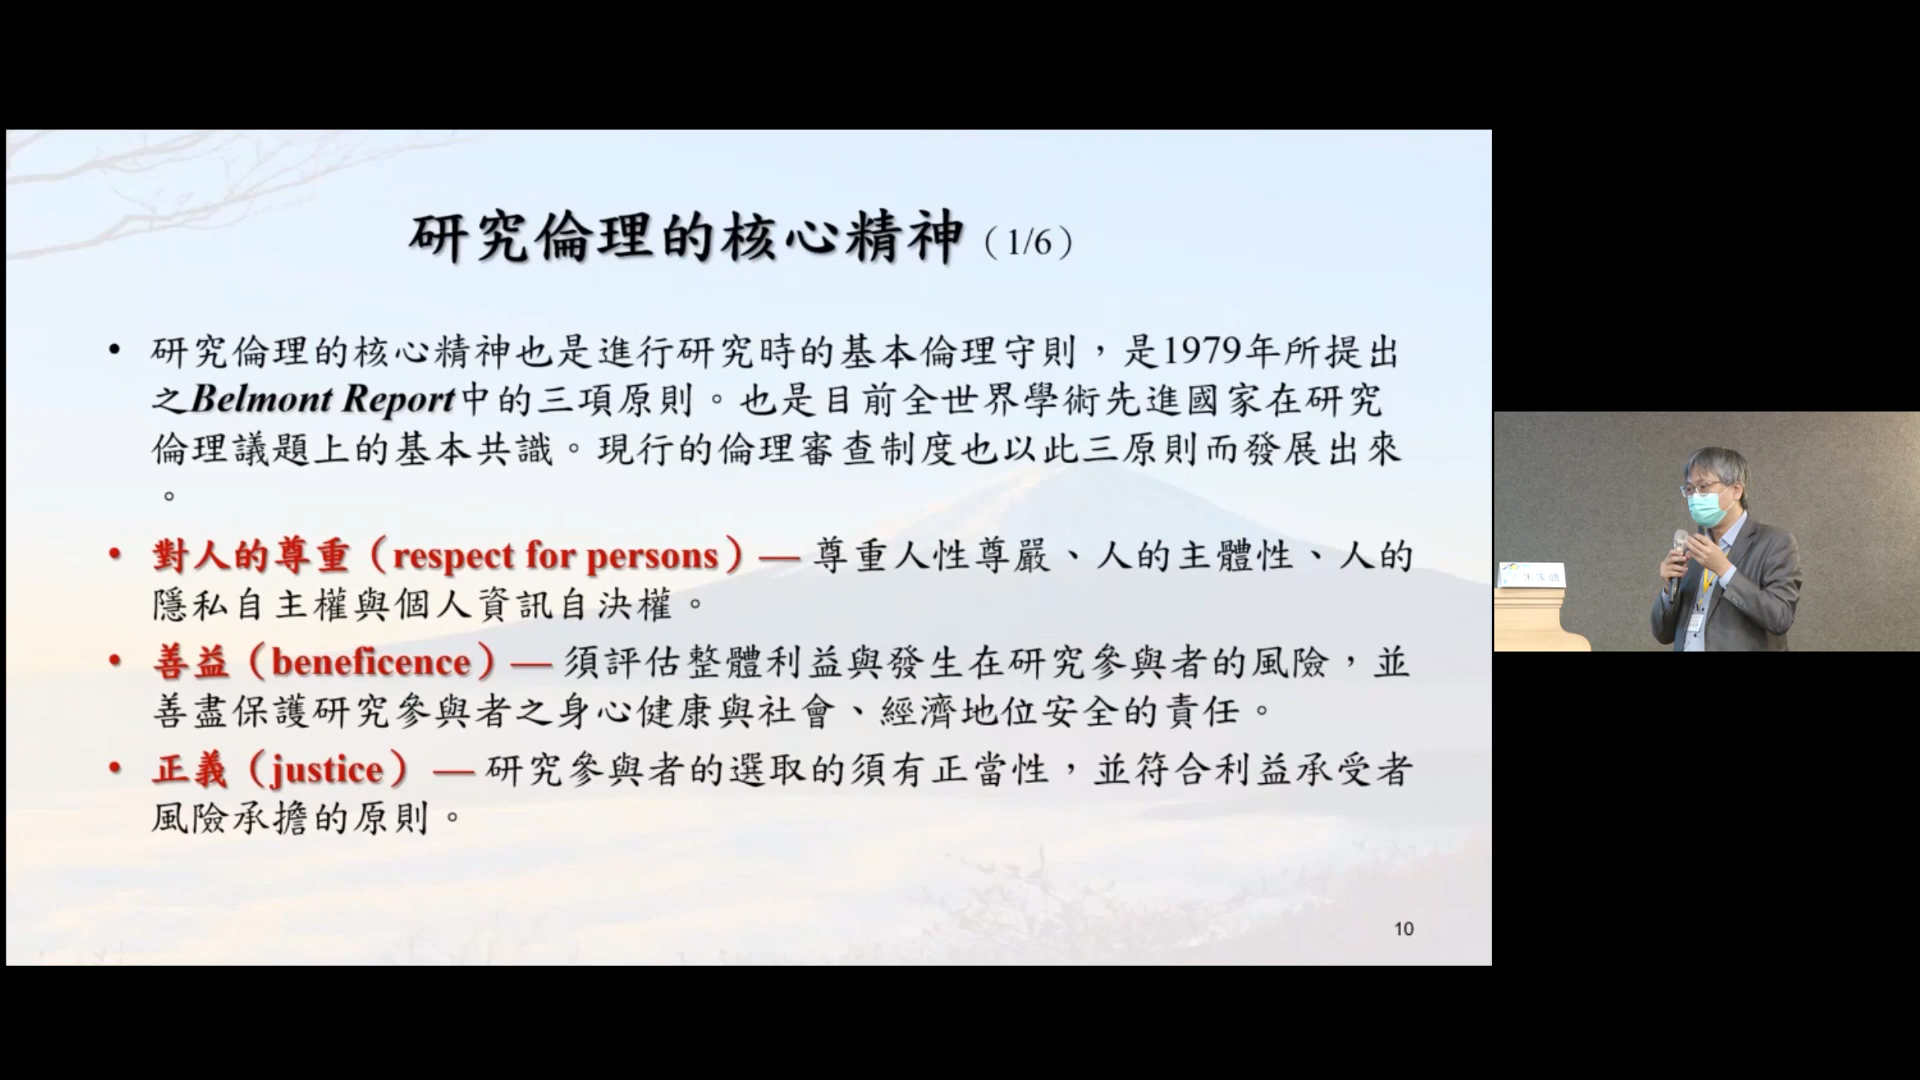 研究倫理的核心精神（1/6）
• 研究倫理的核心精神也是進行研究時的基本倫理守則，是1979年所提出
之Belmont Report中的三項原則。也是目前全世界學術先進國家在研究
倫理議題上的基本共識。現行的倫理審查制度也以此三原則而發展出來
。
• 對人的尊重（respect for persons）— 尊重人性尊嚴、人的主體性、人的
隱私自主權與個人資訊自決權。
• 善益（beneficence）— 須評估整體利益與發生在研究參與者的風險，並
善盡保護研究參與者之身心健康與社會、經濟地位安全的責任。
• 正義（justice） — 研究參與者的選取的須有正當性，並符合利益承受者
風險承擔的原則。
10